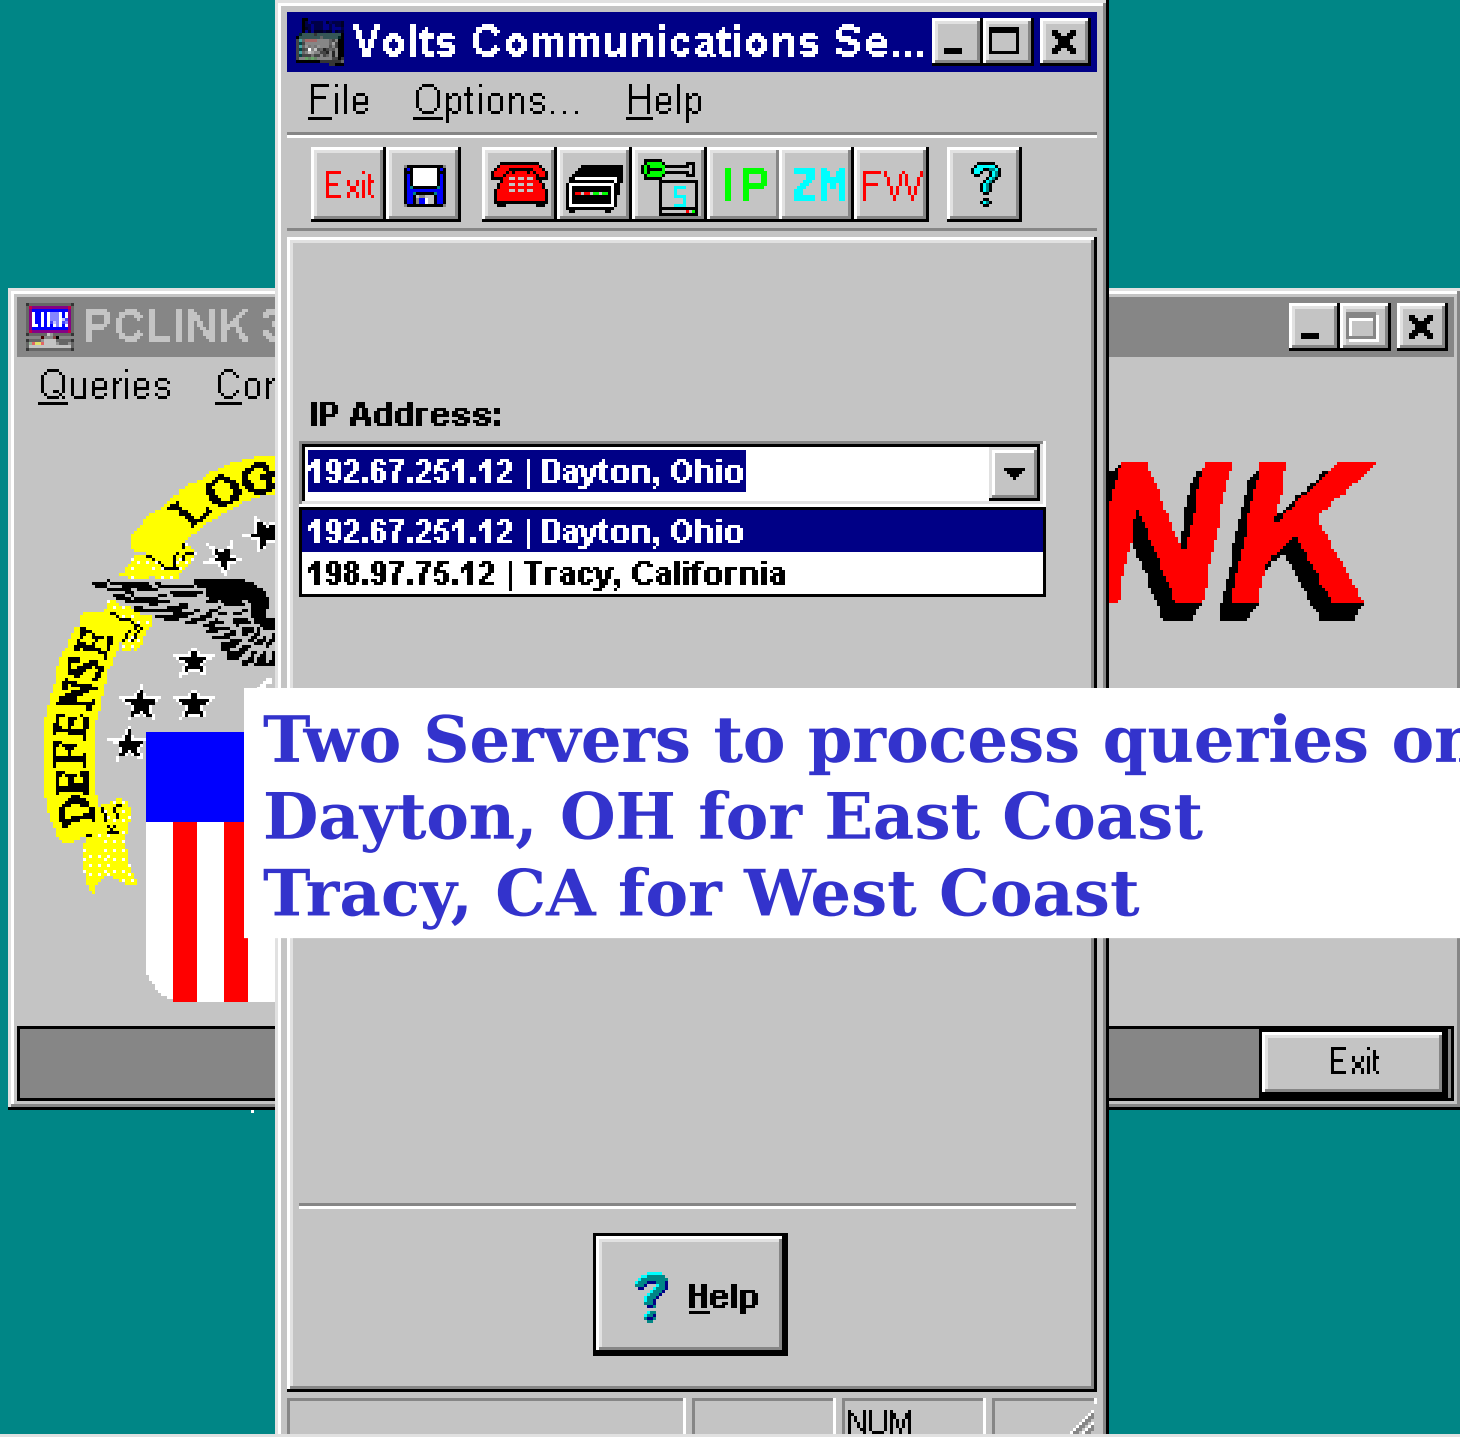 Volts Communications Se...
File Options... Help
Exit S IP ZM FW ?
LINK PCLINK 3
Queries Cor
IP Address:
192.67.251.12 | Dayton, Ohio
192.67.251.12 | Dayton, Ohio
198.97.75.12 | Tracy, California
LOG
DEFENSE
NK
Two Servers to process queries on
Dayton, OH for East Coast
Tracy, CA for West Coast
Exit
? Help
NUM